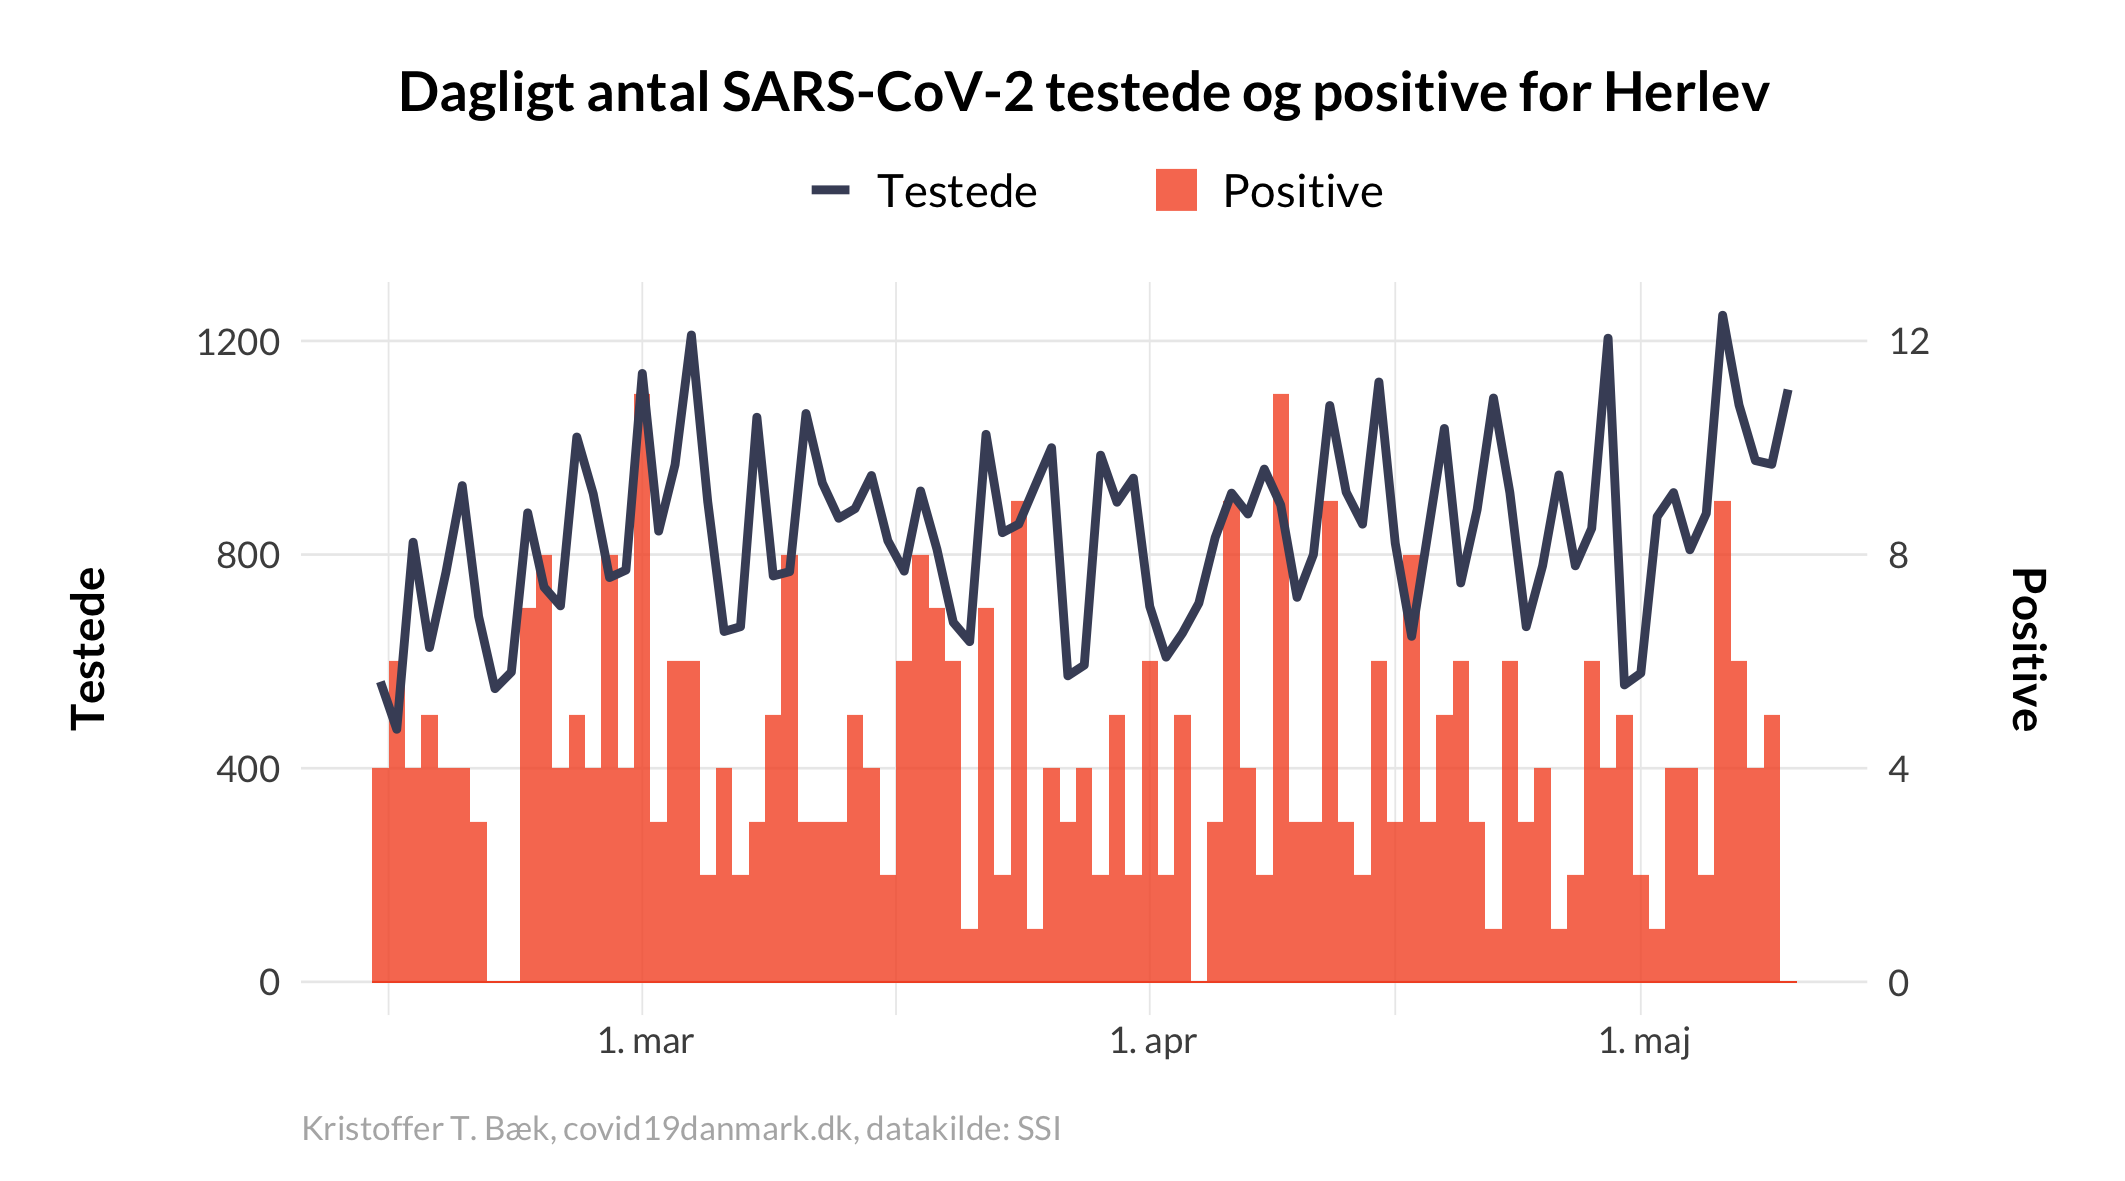 Dagligt antal SARS-CoV-2 testede og positive for Herlev
Testede
Positive
1200
800
400
0
Testede
12
8
4
0
Positive
1. mar
1. apr
1. maj
Kristoffer T. Bæk, covid19danmark.dk, datakilde: SSI